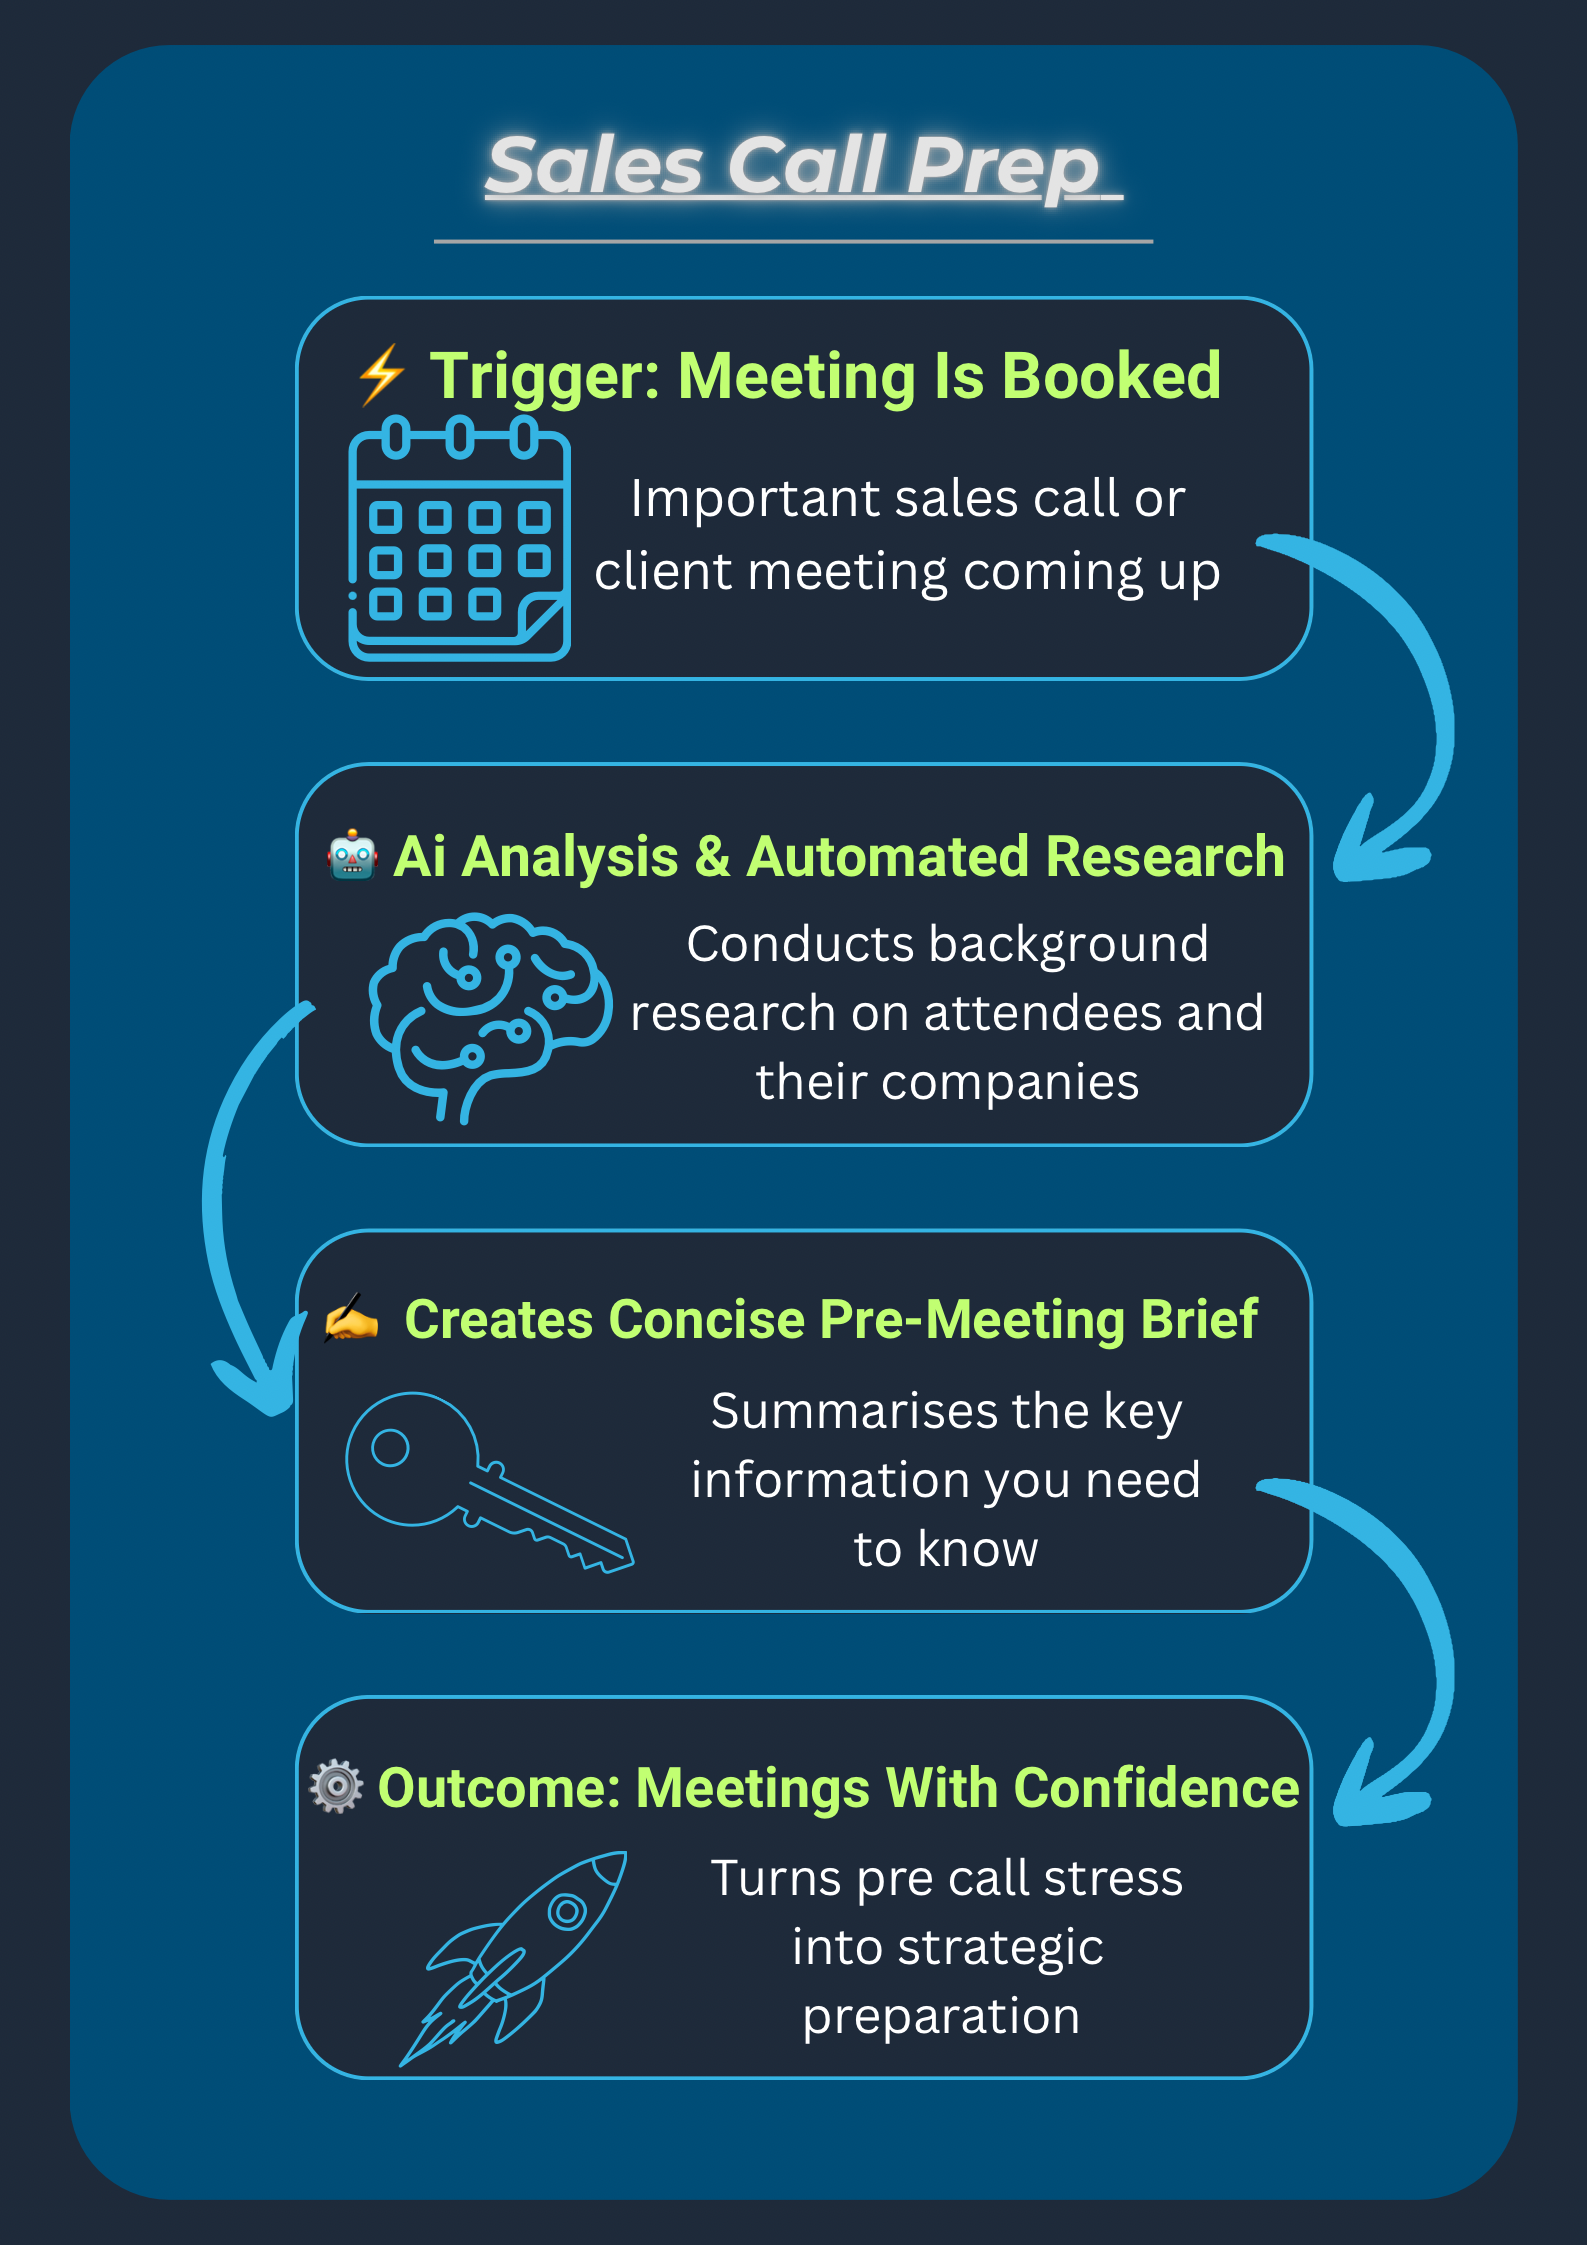 Sales Call Prep
⚡ Trigger: Meeting Is Booked
Important sales call or
client meeting coming up
🤖 Ai Analysis & Automated Research
Conducts background
research on attendees and
their companies
✍️ Creates Concise Pre-Meeting Brief
Summarises the key
information you need
to know
⚙️ Outcome: Meetings With Confidence
Turns pre call stress
into strategic
preparation